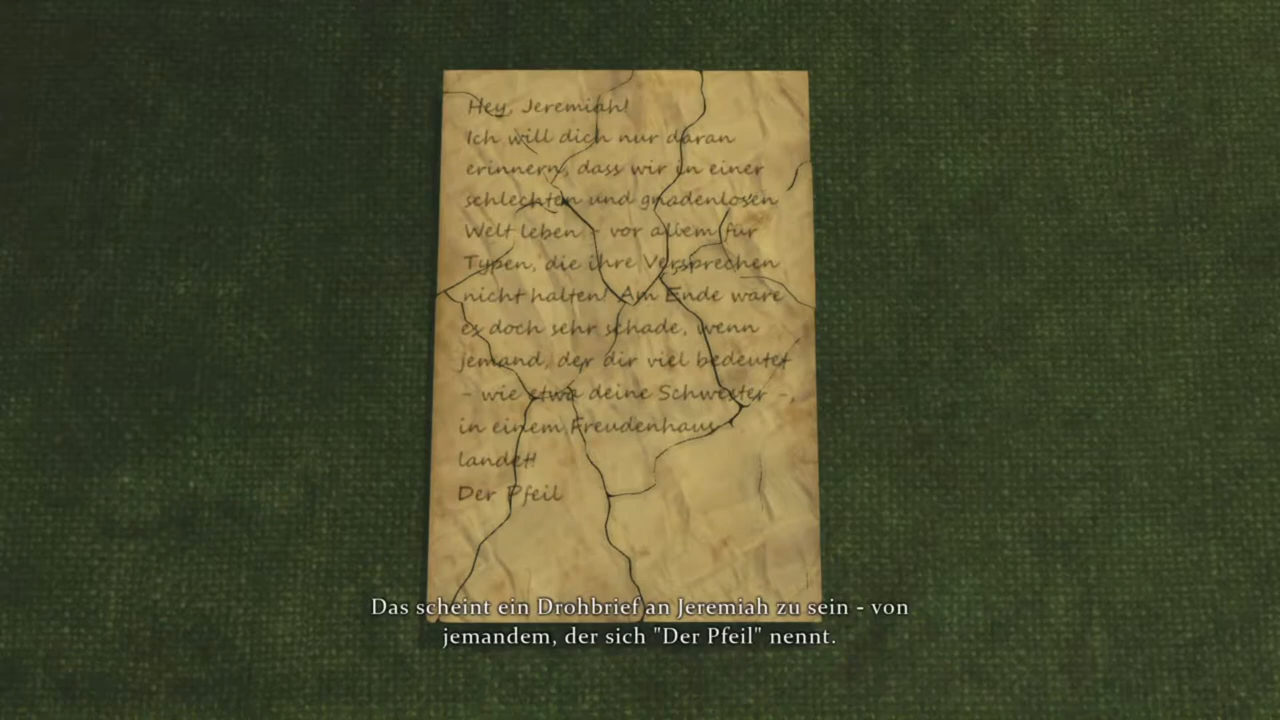 Hey, Jeremiah!
Ich will dich nur daran
erinnern, dass wir in einer
schlechten und gnadenlosen
Welt leben - vor allem für
Typen, die ihre Versprechen
nicht halten! Am Ende wäre
es doch sehr schade, wenn
jemand, der dir viel bedeutet
- wie etwa deine Schwester -,
in einem Freudenhaus
landet!
Der Pfeil
Das scheint ein Drohbrief an Jeremiah zu sein - von
jemandem, der sich "Der Pfeil" nennt.